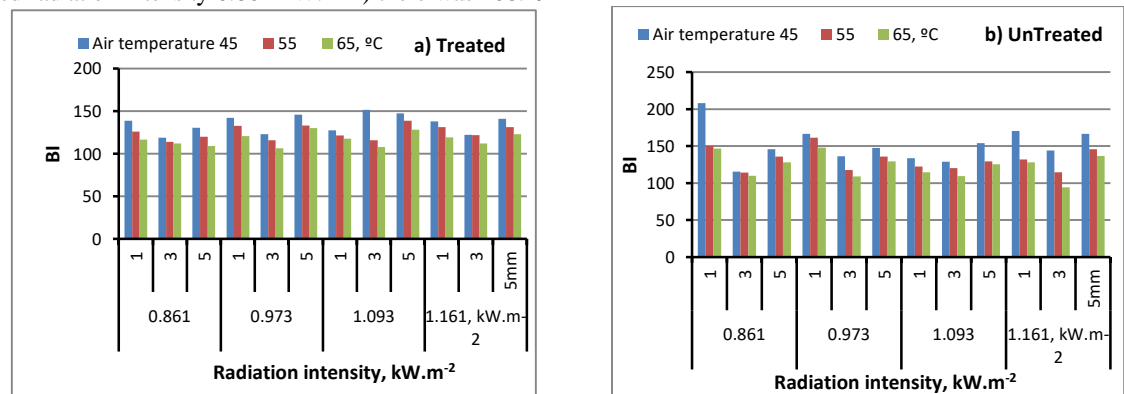 Air temperature 45 55 65, ºC a) Treated
200
150
100
50
0
BI
1 3 5 1 3 5 1 3 5 1 3 5mm
0.861 0.973 1.093 1.161, kW.m-
2
Radiation intensity, kW.m-2
Air temperature 45 55 65, ºC
b) UnTreated
250
200
150
100
50
0
BI
1 3 5 1 3 5 1 3 5 1 3 5mm
0.861 0.973 1.093 1.161, kW.m-
2
Radiation intensity, kW.m-2